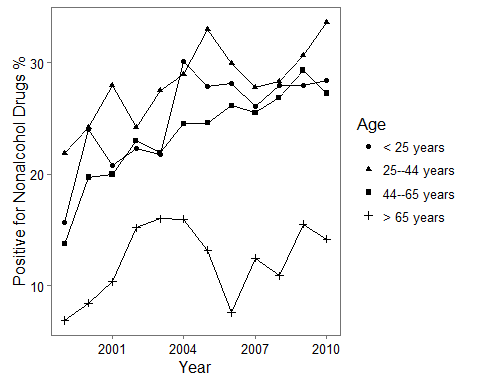 Positive for Nonalcohol Drugs %
30
20
10
2001 2004 2007 2010
Year
Age
< 25 years
25--44 years
44--65 years
> 65 years